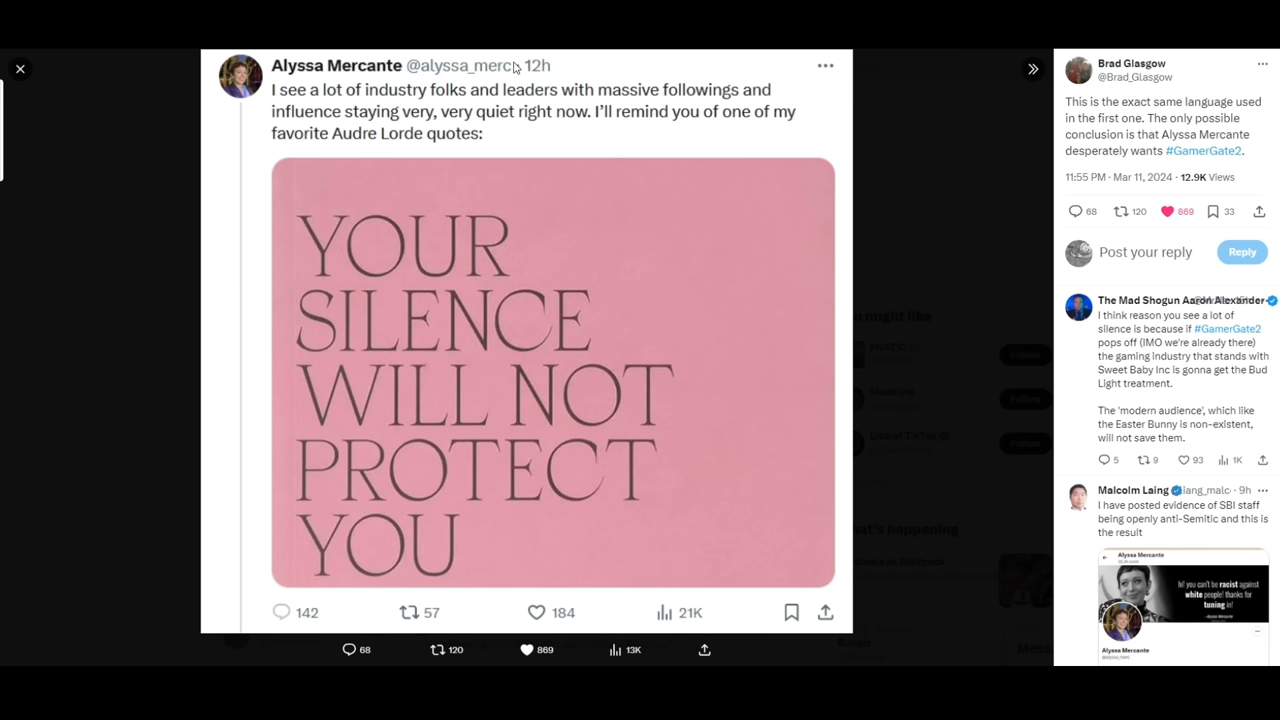 Alyssa Mercante @alyssa_merc 12h
I see a lot of industry folks and leaders with massive followings and
influence staying very, very quiet right now. I'll remind you of one of my
favorite Audre Lorde quotes:
YOUR
SILENCE
WILL NOT
PROTECT
YOU
142 57 184 21K
68 120 869 13K
Brad Glasgow
@Brad_Glasgow
This is the exact same language used
in the first one. The only possible
conclusion is that Alyssa Mercante
desperately wants #GamerGate2.
11:55 PM · Mar 11, 2024 · 12.9K Views
68 120 869 33
Post your reply Reply
The Mad Shogun Aaron Alexander
I think reason you see a lot of
silence is because if #GamerGate2
pops off (IMO we're already there)
the gaming industry that stands with
Sweet Baby Inc is gonna get the Bud
Light treatment.
The 'modern audience', which like
the Easter Bunny is non-existent,
will not save them.
5 9 93 1K
Malcolm Laing iang_malc · 9h
I have posted evidence of SBI staff
being openly anti-Semitic and this is
the result
Alyssa Mercante
hi! you can't be racist against
white people! thanks for
tuning in!
Alyssa Mercante